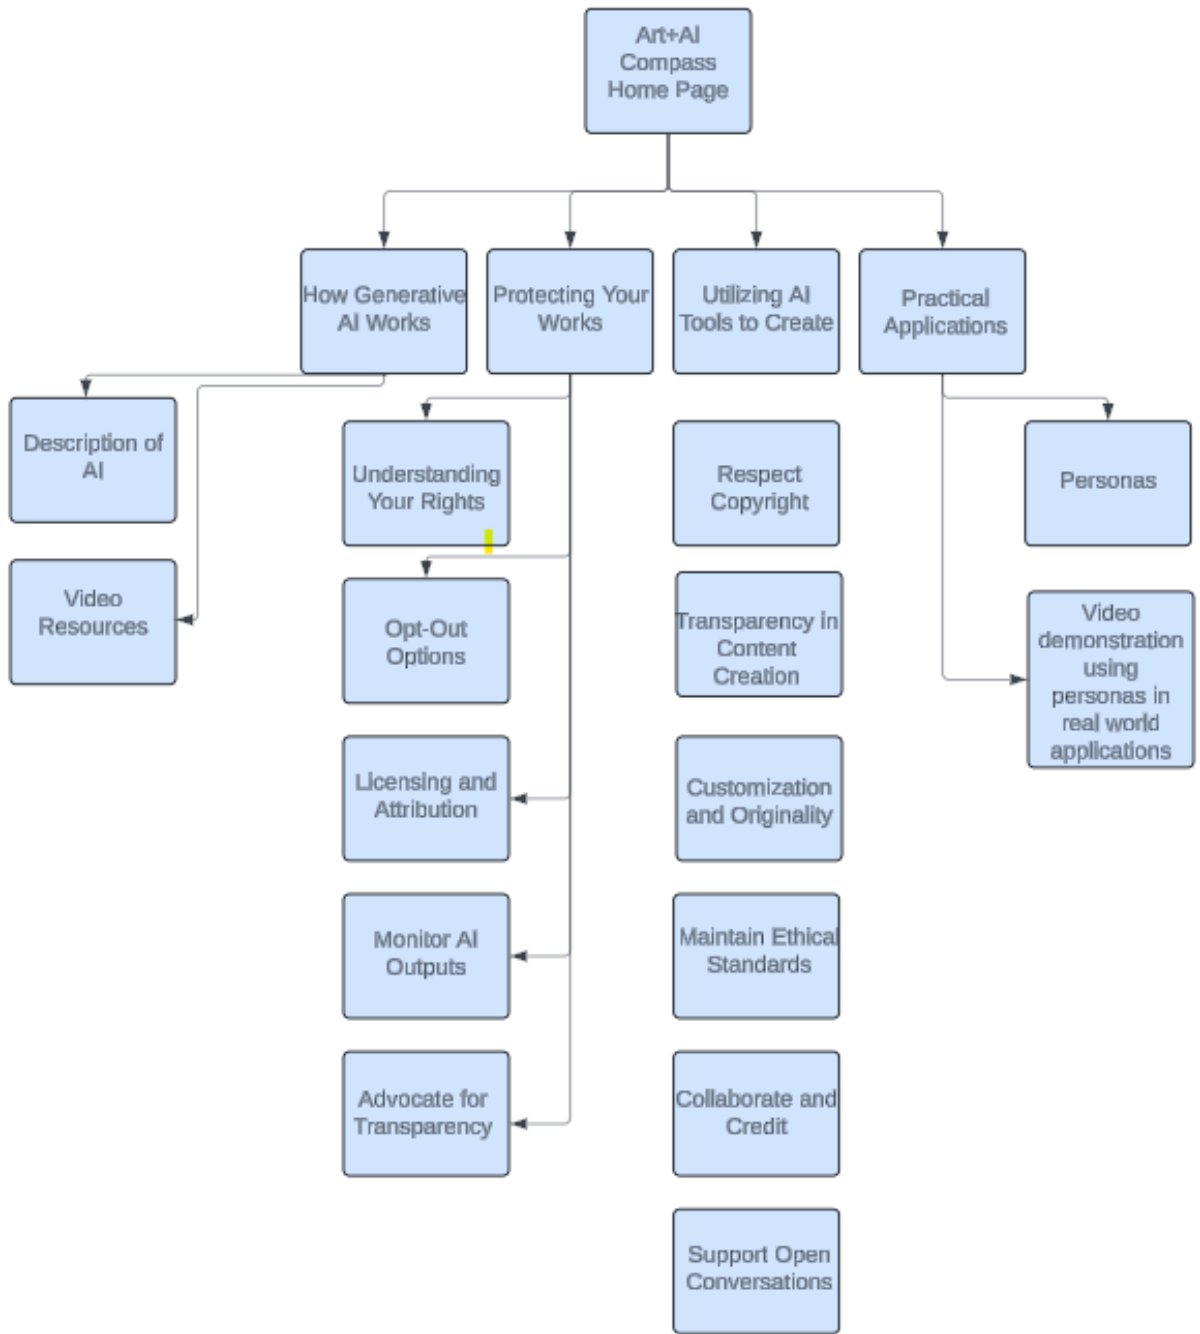 Art+AI
Compass
Home Page
How Generative
AI Works
Protecting Your
Works
Utilizing AI
Tools to Create
Practical
Applications
Description of
AI
Video
Resources
Understanding
Your Rights
Opt-Out
Options
Licensing and
Attribution
Monitor AI
Outputs
Advocate for
Transparency
Respect
Copyright
Transparency in
Content
Creation
Customization
and Originality
Maintain Ethical
Standards
Collaborate and
Credit
Support Open
Conversations
Personas
Video
demonstration
using
personas in
real world
applications